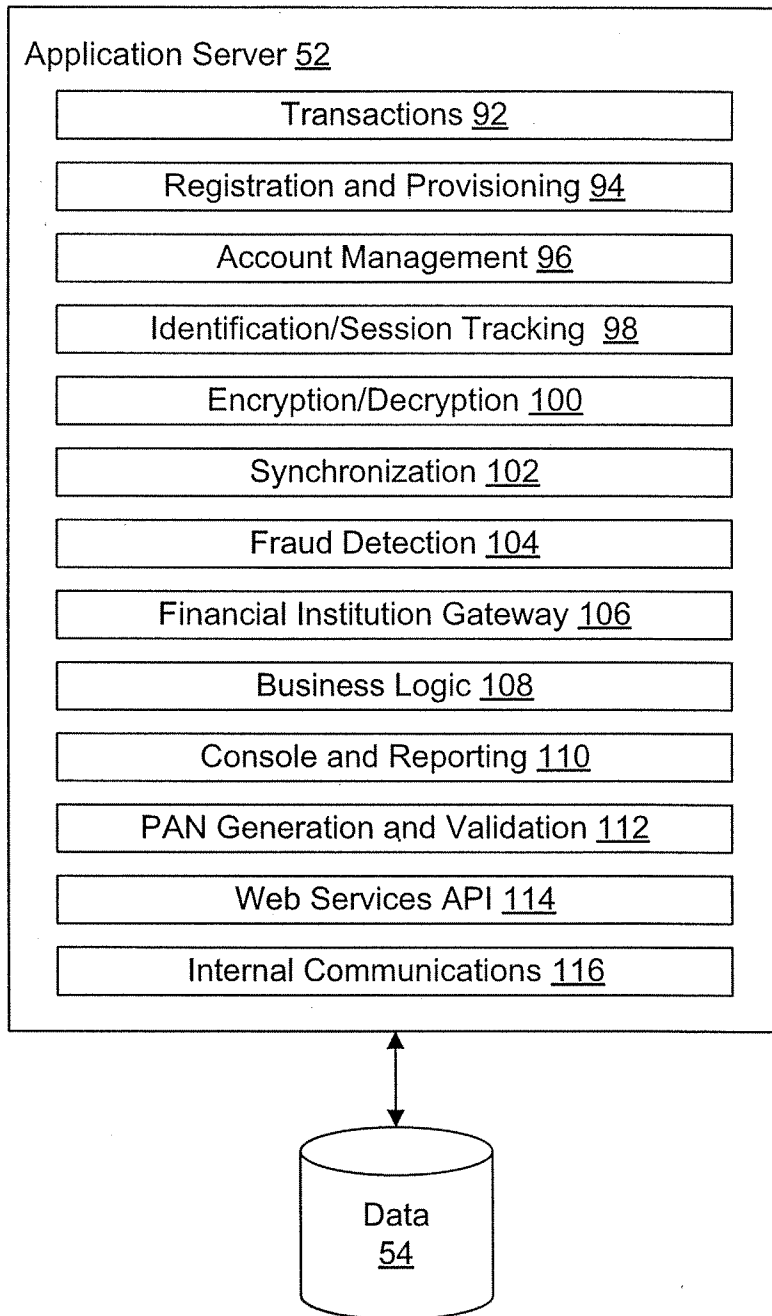 Application Server 52
Transactions 92
Registration and Provisioning 94
Account Management 96
Identification/Session Tracking 98
Encryption/Decryption 100
Synchronization 102
Fraud Detection 104
Financial Institution Gateway 106
Business Logic 108
Console and Reporting 110
PAN Generation and Validation 112
Web Services API 114
Internal Communications 116
Data
54